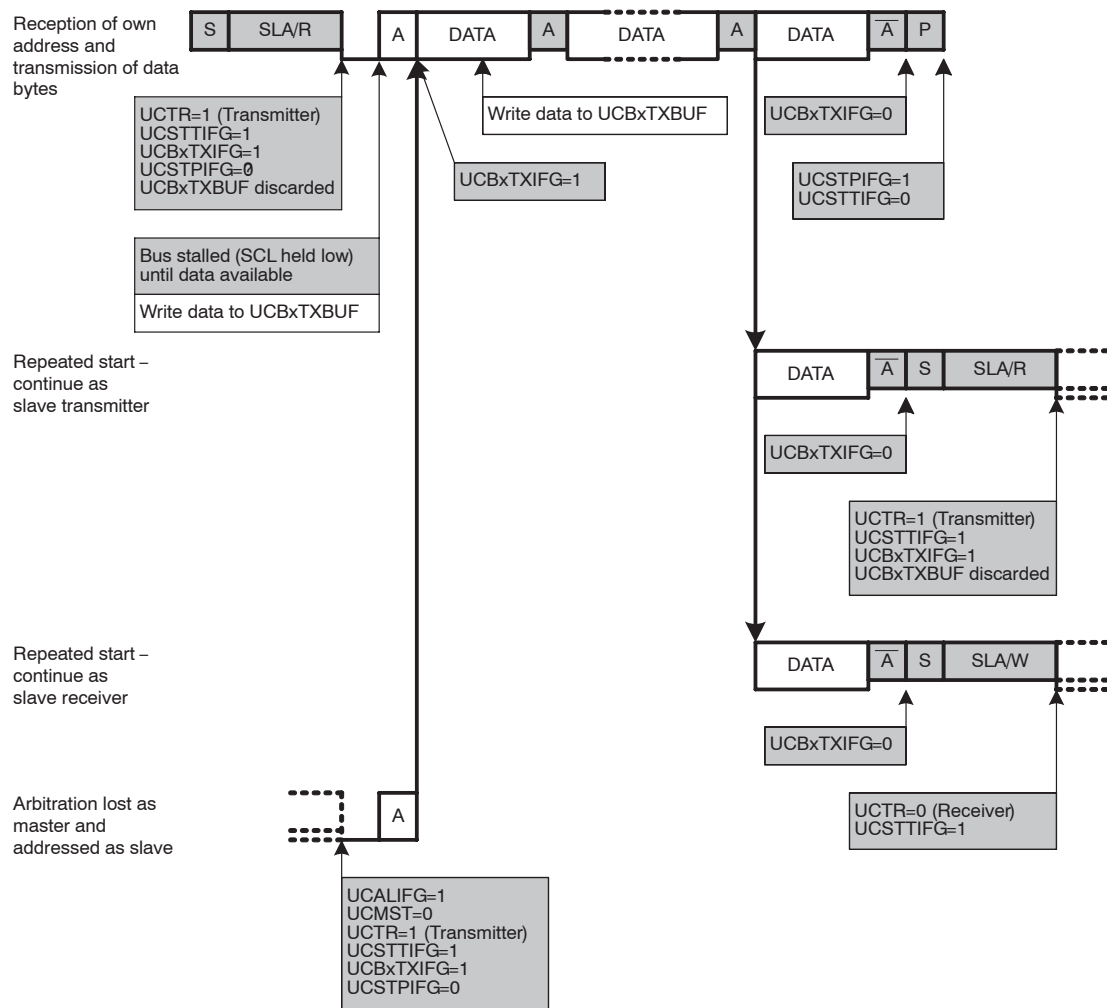 Reception of own
address and
transmission of data
bytes
S SLA/R A DATA A DATA A DATA A P
UCTR=1 (Transmitter)
UCSTTIFG=1
UCBxTXIFG=1
UCSTPIFG=0
UCBxTXBUF discarded
Write data to UCBxTXBUF
UCBxTXIFG=1
UCBxTXIFG=0
UCSTPIFG=1
UCSTTIFG=0
Bus stalled (SCL held low)
until data available
Write data to UCBxTXBUF
Repeated start –
continue as
slave transmitter
DATA A S SLA/R
UCBxTXIFG=0
UCTR=1 (Transmitter)
UCSTTIFG=1
UCBxTXIFG=1
UCBxTXBUF discarded
Repeated start –
continue as
slave receiver
DATA A S SLA/W
UCBxTXIFG=0
UCTR=0 (Receiver)
UCSTTIFG=1
Arbitration lost as
master and
addressed as slave
A
UCALIFG=1
UCMST=0
UCTR=1 (Transmitter)
UCSTTIFG=1
UCBxTXIFG=1
UCSTPIFG=0